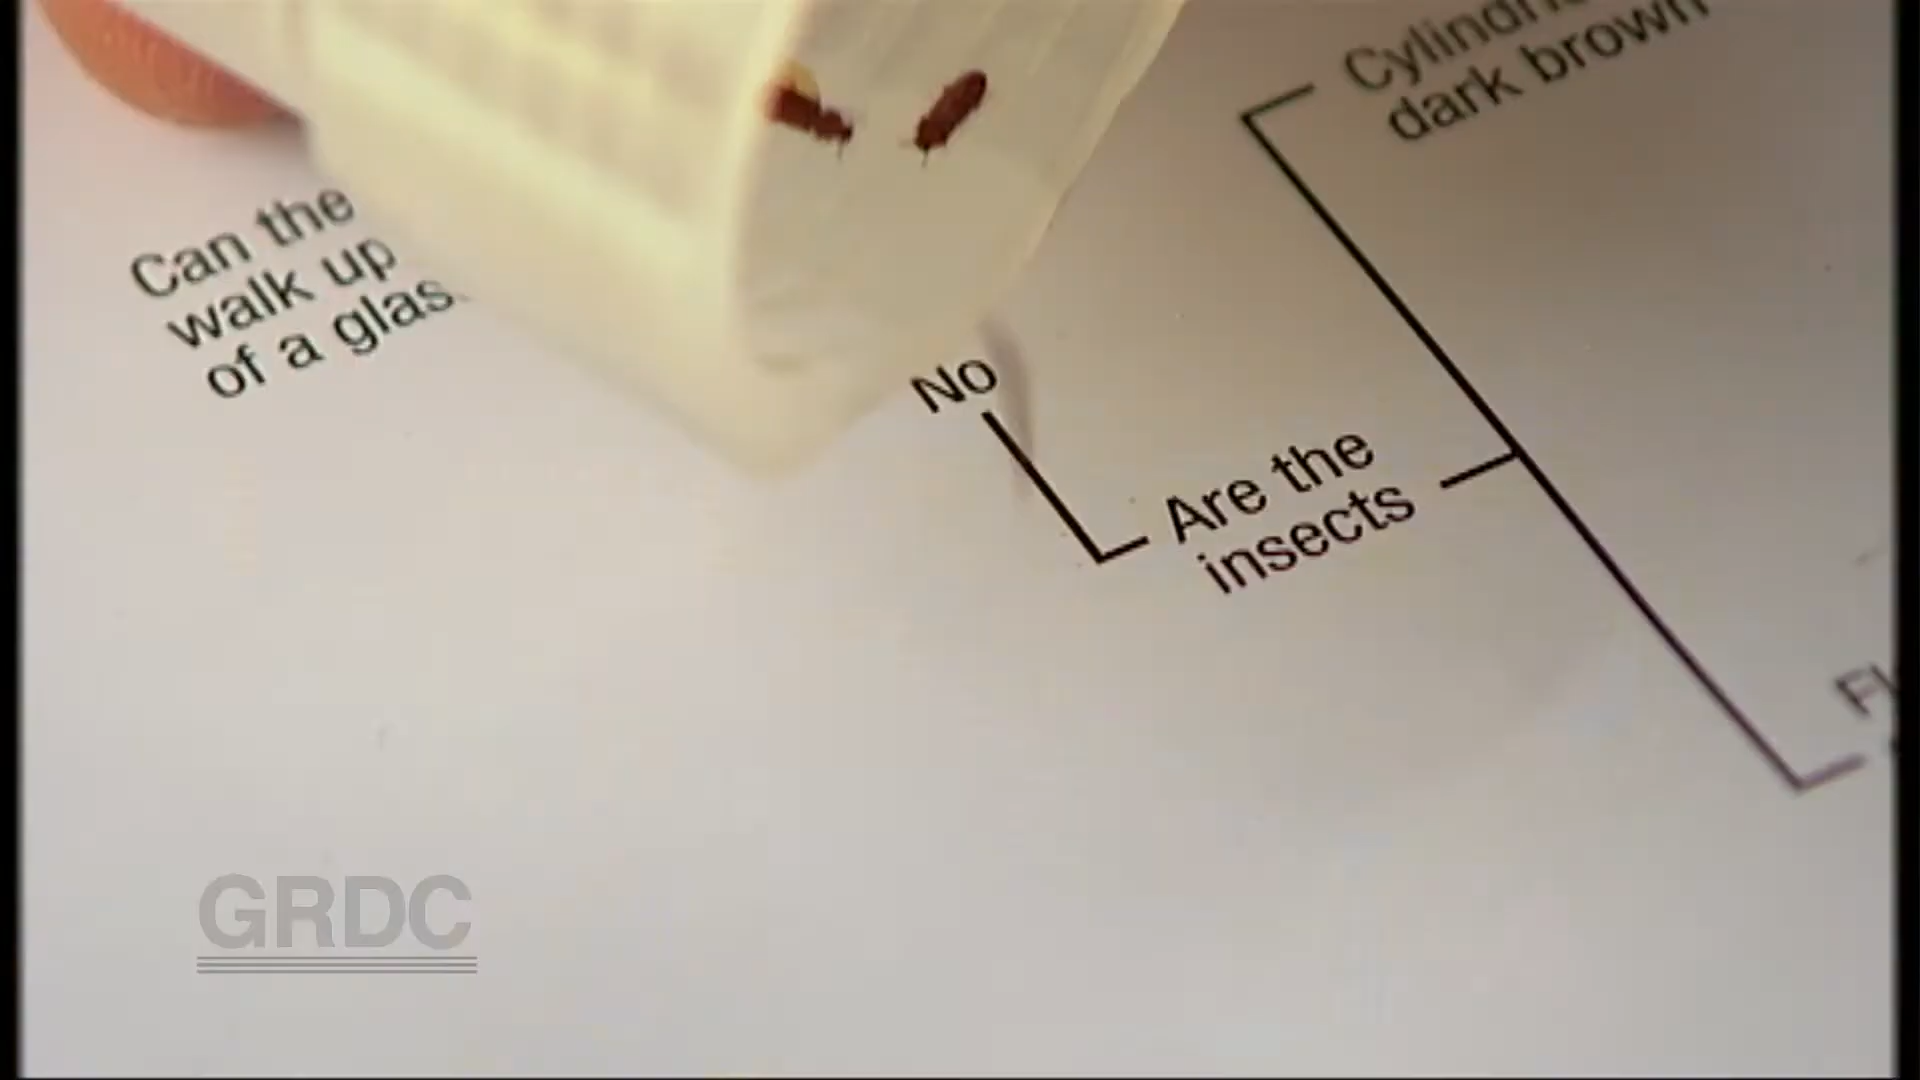 Can the
walk up
of a glas
No
Are the
insects
dark brown
GRDC